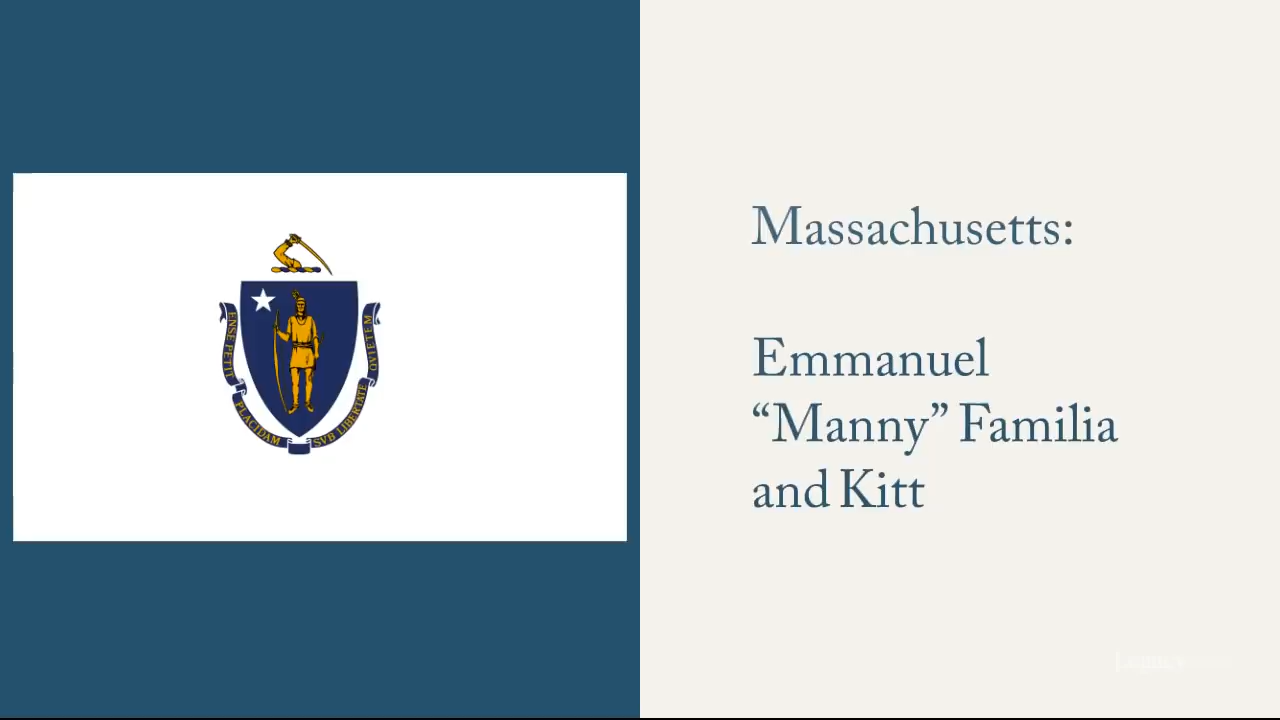 ENSE PETIT PLACIDAM SVB LIBERTATE QVIETEM
Massachusetts:
Emmanuel
“Manny” Familia
and Kitt